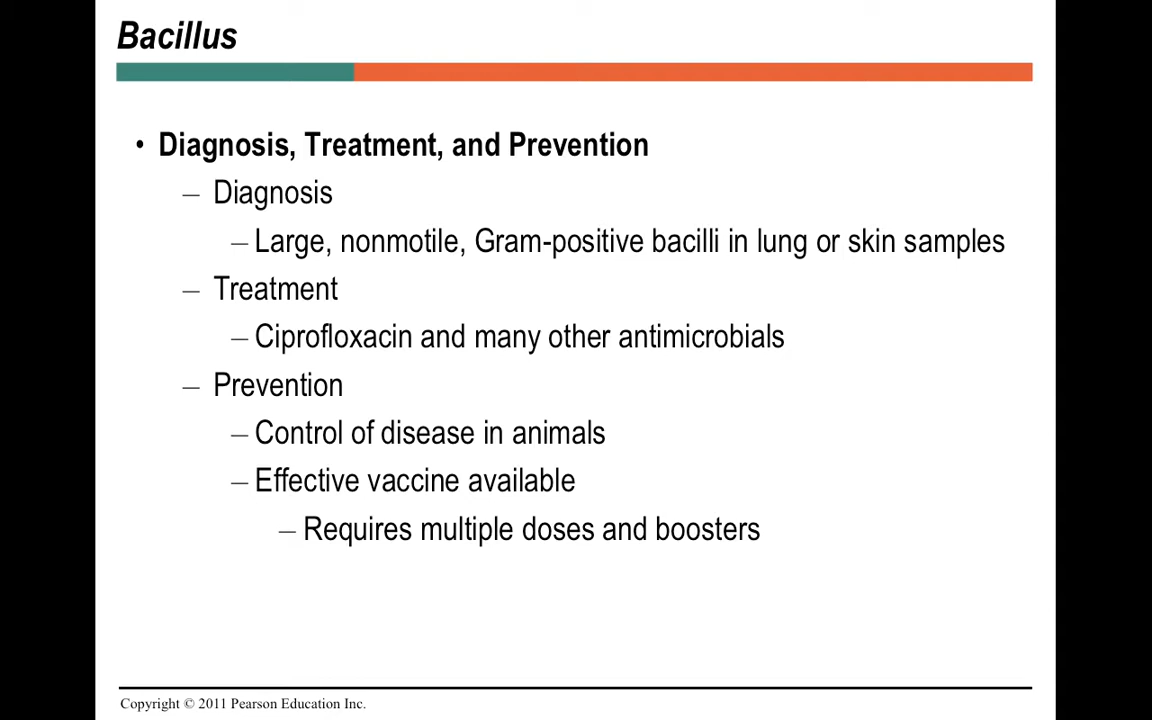 Bacillus
• Diagnosis, Treatment, and Prevention
– Diagnosis
– Large, nonmotile, Gram-positive bacilli in lung or skin samples
– Treatment
– Ciprofloxacin and many other antimicrobials
– Prevention
– Control of disease in animals
– Effective vaccine available
– Requires multiple doses and boosters
Copyright © 2011 Pearson Education Inc.